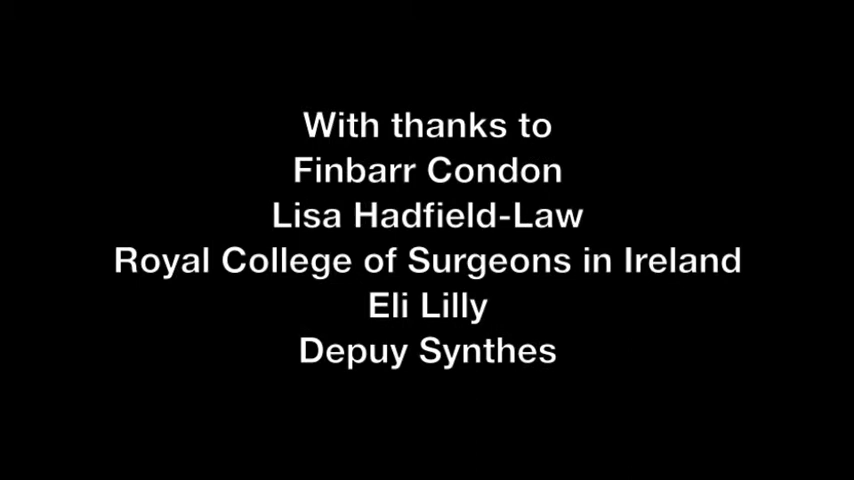 With thanks to
Finbarr Condon
Lisa Hadfield-Law
Royal College of Surgeons in Ireland
Eli Lilly
Depuy Synthes